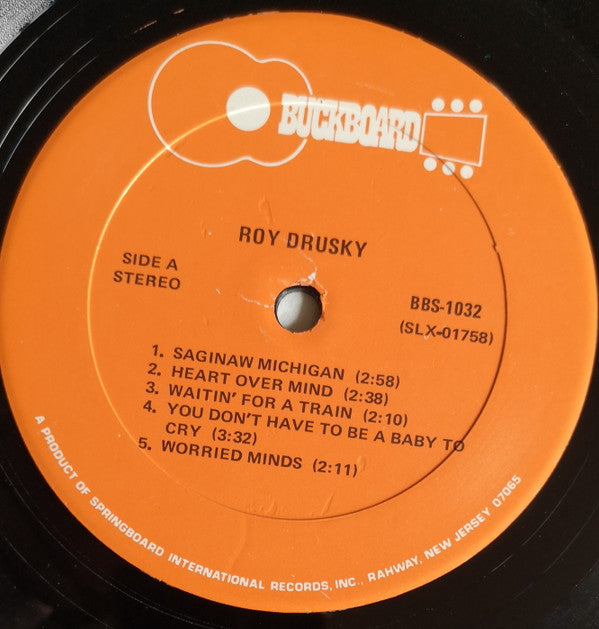 BUCKBOARD
ROY DRUSKY
SIDE A
STEREO
BBS-1032
(SLX-01758)
1. SAGINAW MICHIGAN (2:58)
2. HEART OVER MIND (2:38)
3. WAITIN' FOR A TRAIN (2:10)
4. YOU DON'T HAVE TO BE A BABY TO
CRY (3:32)
5. WORRIED MINDS (2:11)
A PRODUCT OF SPRINGBOARD INTERNATIONAL RECORDS, INC., RAHWAY, NEW JERSEY 07065